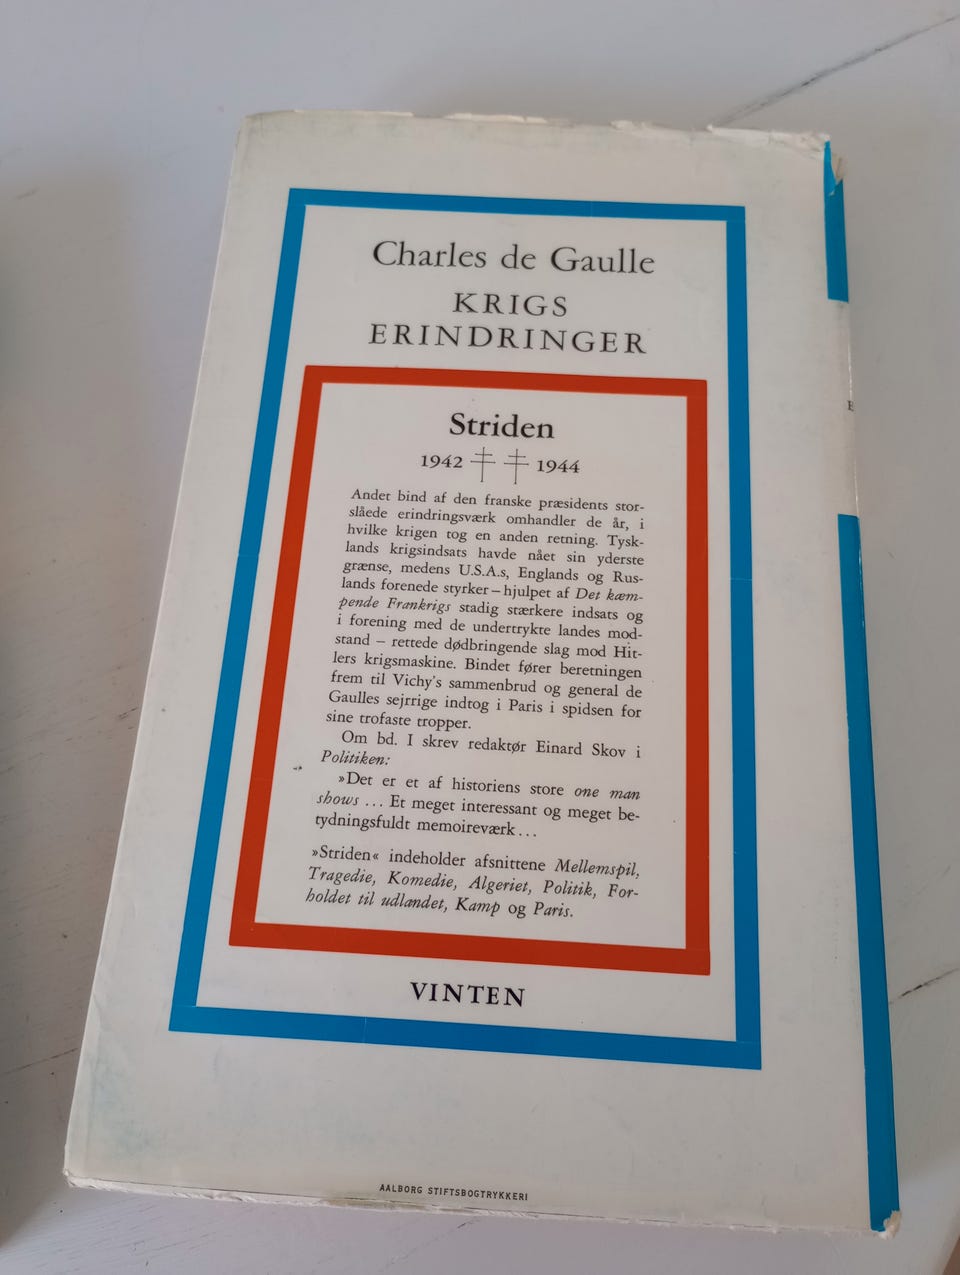 Charles de Gaulle
KRIGS
ERINDRINGER
Striden
1942 ‡ ‡ 1944
Andet bind af den franske præsidents stor-
slåede erindringsværk omhandler de år, i
hvilke krigen tog en anden retning. Tysk-
lands krigsindsats havde nået sin yderste
grænse, medens U.S.A.s, Englands og Rus-
lands forenede styrker – hjulpet af Det kæm-
pende Frankrigs stadig stærkere indsats og
i forening med de undertrykte landes mod-
stand – rettede dødbringende slag mod Hit-
lers krigsmaskine. Bindet fører beretningen
frem til Vichy's sammenbrud og general de
Gaulles sejrrige indtog i Paris i spidsen for
sine trofaste tropper.
Om bd. I skrev redaktør Einard Skov i
Politiken:
»Det er et af historiens store one man
shows ... Et meget interessant og meget be-
tydningsfuldt memoireværk...
»Striden« indeholder afsnittene Mellemspil,
Tragedie, Komedie, Algeriet, Politik, For-
holdet til udlandet, Kamp og Paris.
VINTEN
AALBORG STIFTSBOGTRYKKERI